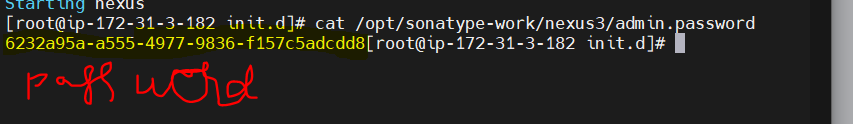 Starting nexus
[root@ip-172-31-3-182 init.d]# cat /opt/sonatype-work/nexus3/admin.password
6232a95a-a555-4977-9836-f157c5adcdd8[root@ip-172-31-3-182 init.d]#
password